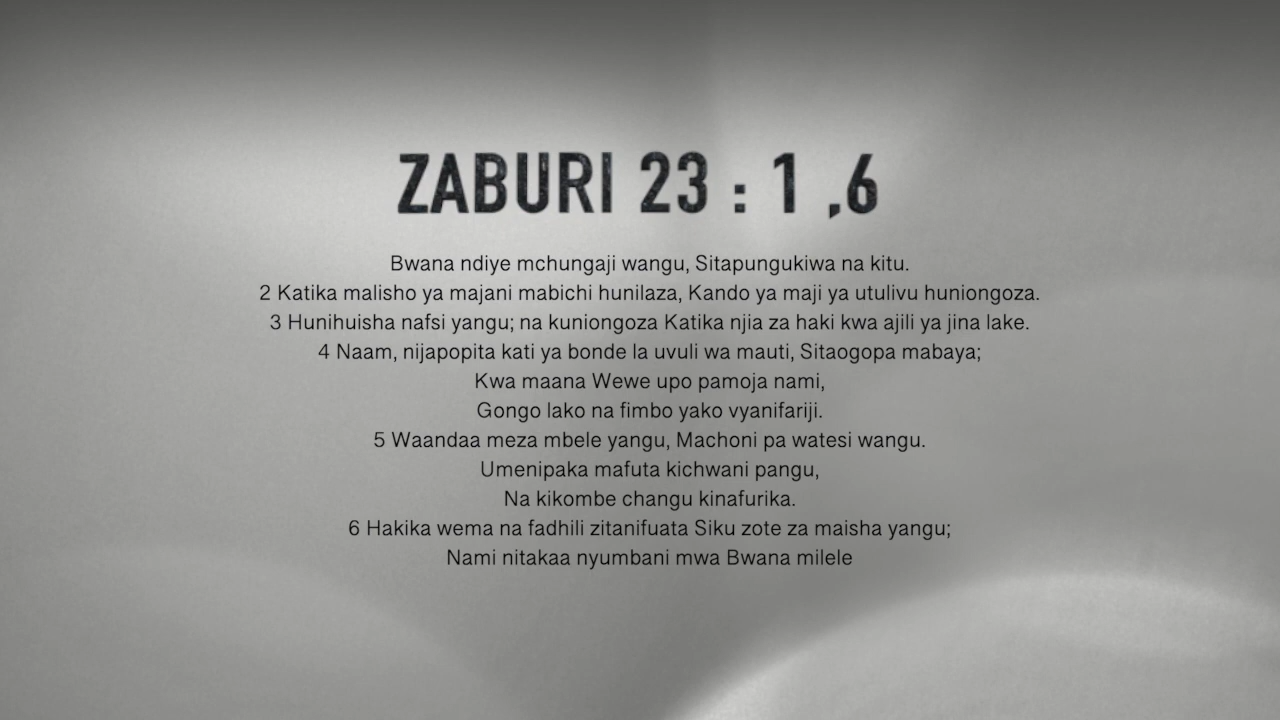 ZABURI 23 : 1 ,6
Bwana ndiye mchungaji wangu, Sitapungukiwa na kitu.
2 Katika malisho ya majani mabichi hunilaza, Kando ya maji ya utulivu huniongoza.
3 Hunihuisha nafsi yangu; na kuniongoza Katika njia za haki kwa ajili ya jina lake.
4 Naam, nijapopita kati ya bonde la uvuli wa mauti, Sitaogopa mabaya;
Kwa maana Wewe upo pamoja nami,
Gongo lako na fimbo yako vyanifariji.
5 Waandaa meza mbele yangu, Machoni pa watesi wangu.
Umenipaka mafuta kichwani pangu,
Na kikombe changu kinafurika.
6 Hakika wema na fadhili zitanifuata Siku zote za maisha yangu;
Nami nitakaa nyumbani mwa Bwana milele